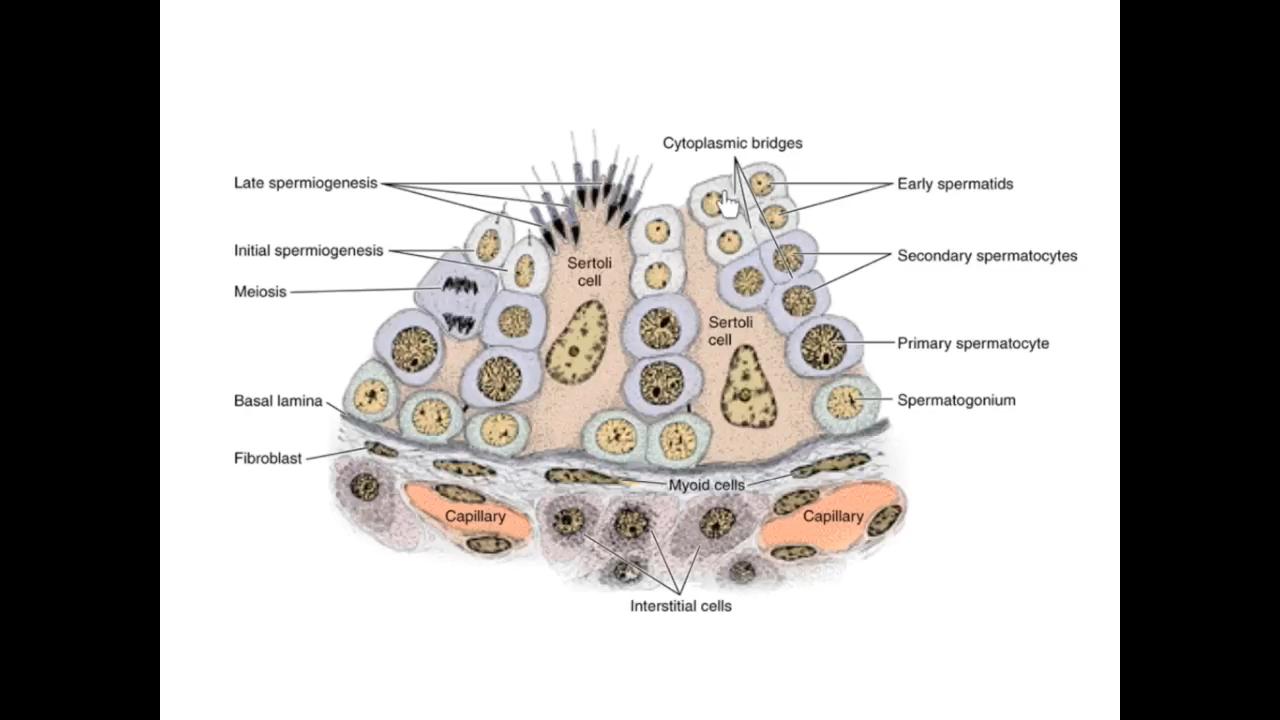 Cytoplasmic bridges
Late spermiogenesis
Early spermatids
Initial spermiogenesis
Secondary spermatocytes
Sertoli
cell
Meiosis
Sertoli
cell
Primary spermatocyte
Basal lamina
Spermatogonium
Fibroblast
Myoid cells
Capillary
Capillary
Interstitial cells